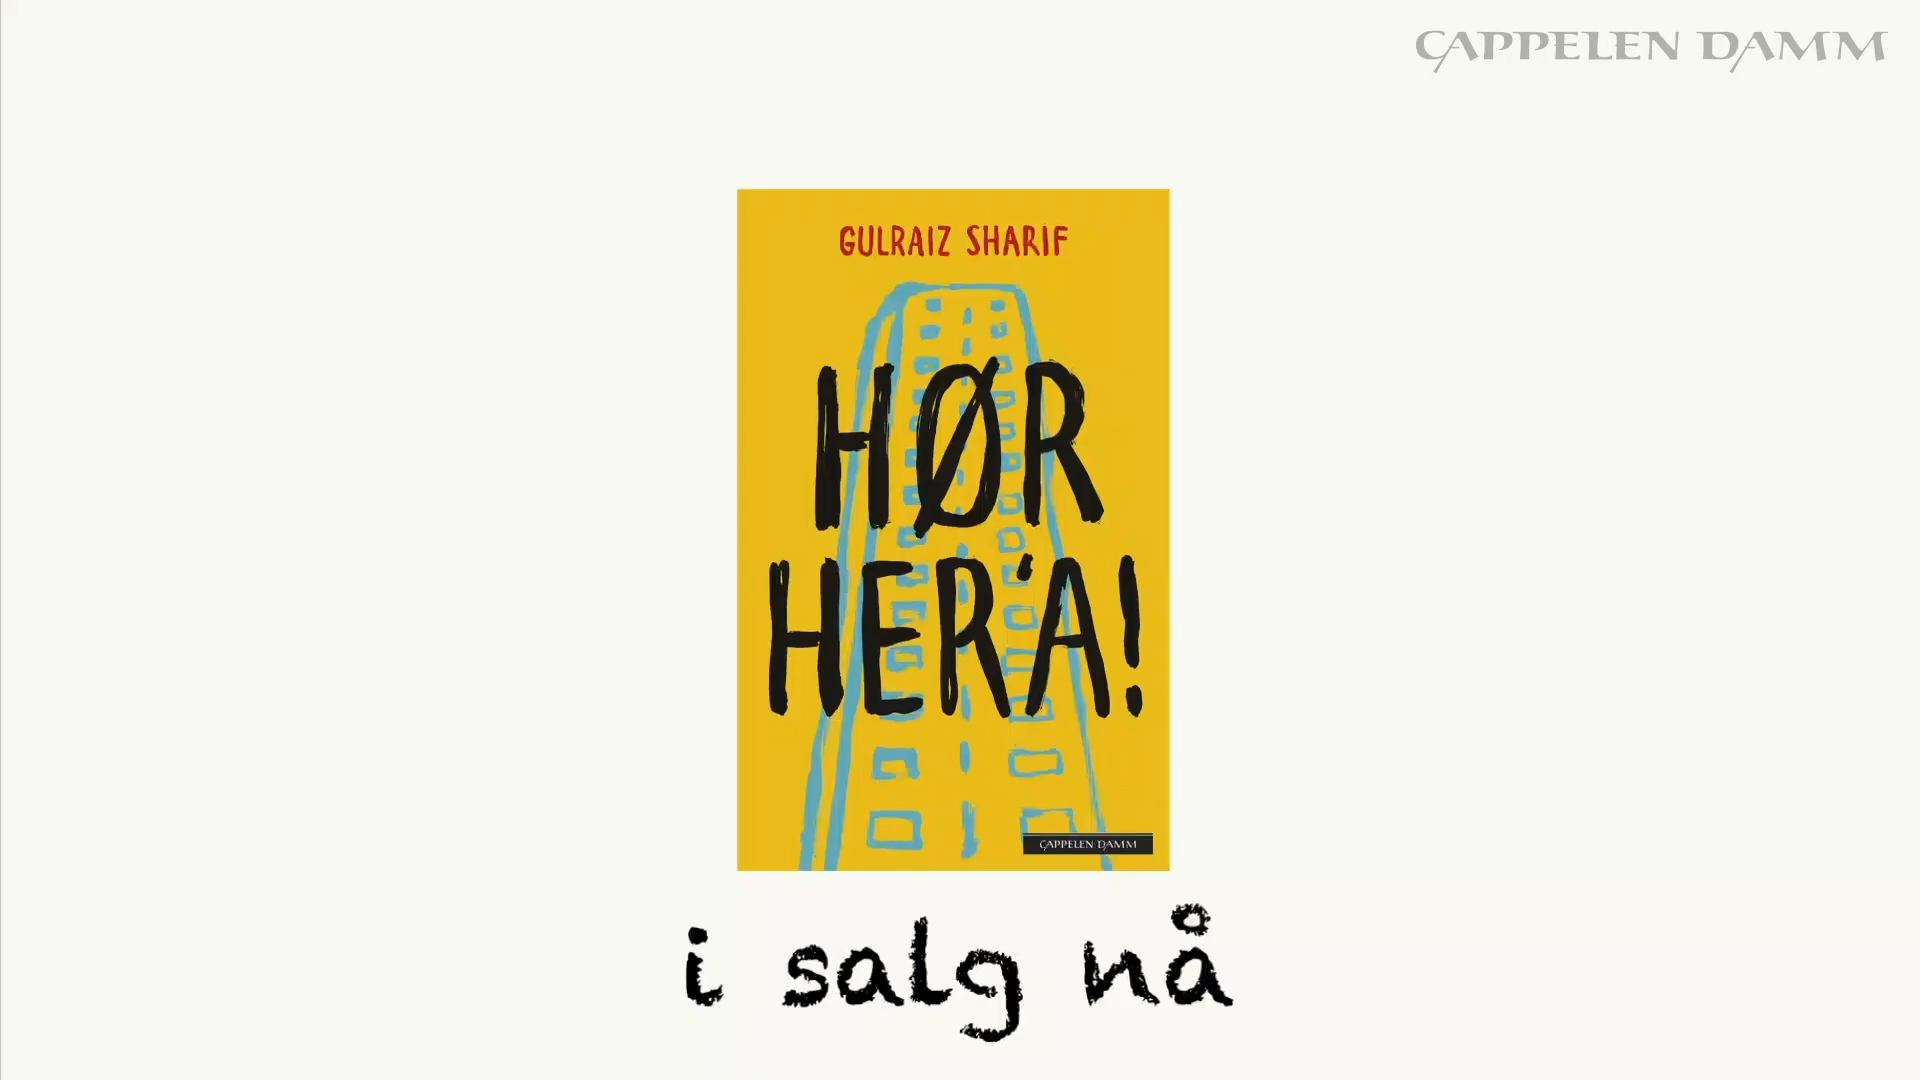 CAPPELEN DAMM
GULRAIZ SHARIF
HØR
HER'A!
CAPPELEN DAMM
i salg nå